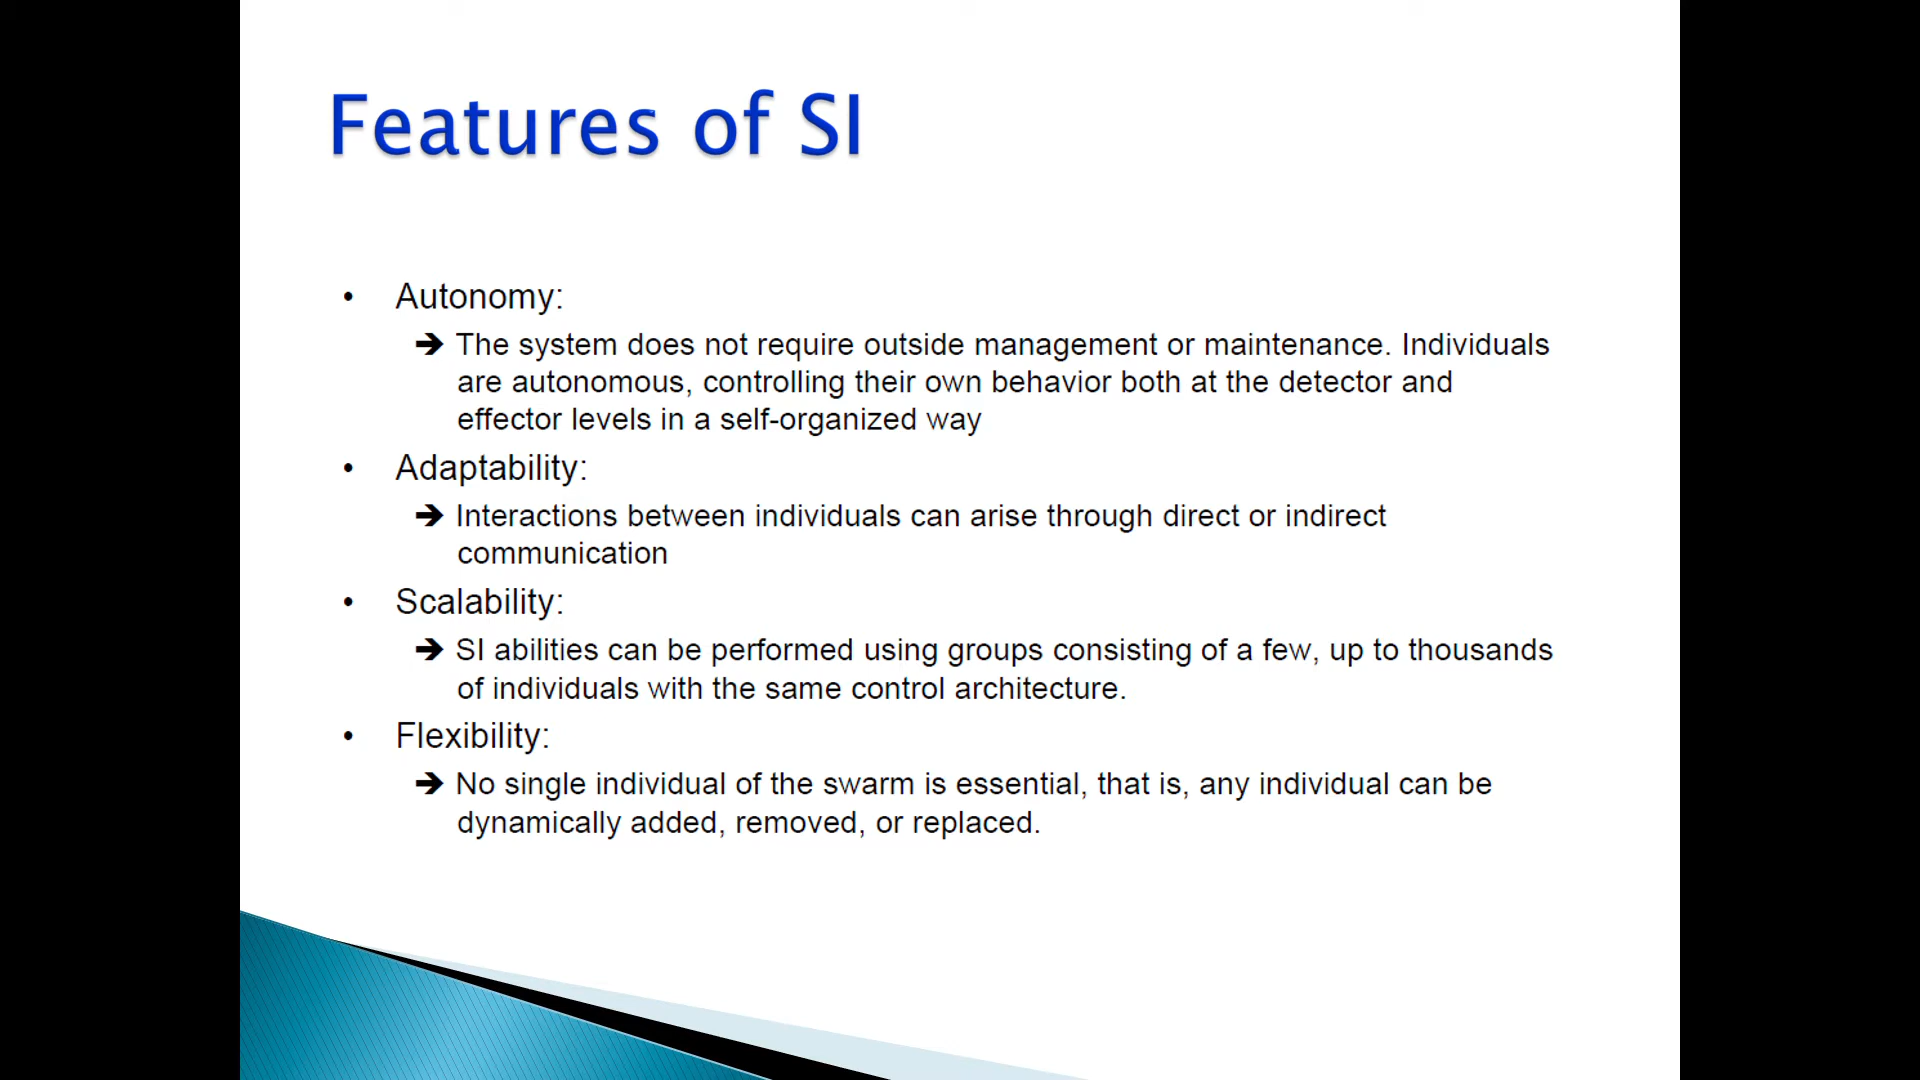 Features of SI
• Autonomy:
➔ The system does not require outside management or maintenance. Individuals
are autonomous, controlling their own behavior both at the detector and
effector levels in a self-organized way
• Adaptability:
➔ Interactions between individuals can arise through direct or indirect
communication
• Scalability:
➔ SI abilities can be performed using groups consisting of a few, up to thousands
of individuals with the same control architecture.
• Flexibility:
➔ No single individual of the swarm is essential, that is, any individual can be
dynamically added, removed, or replaced.